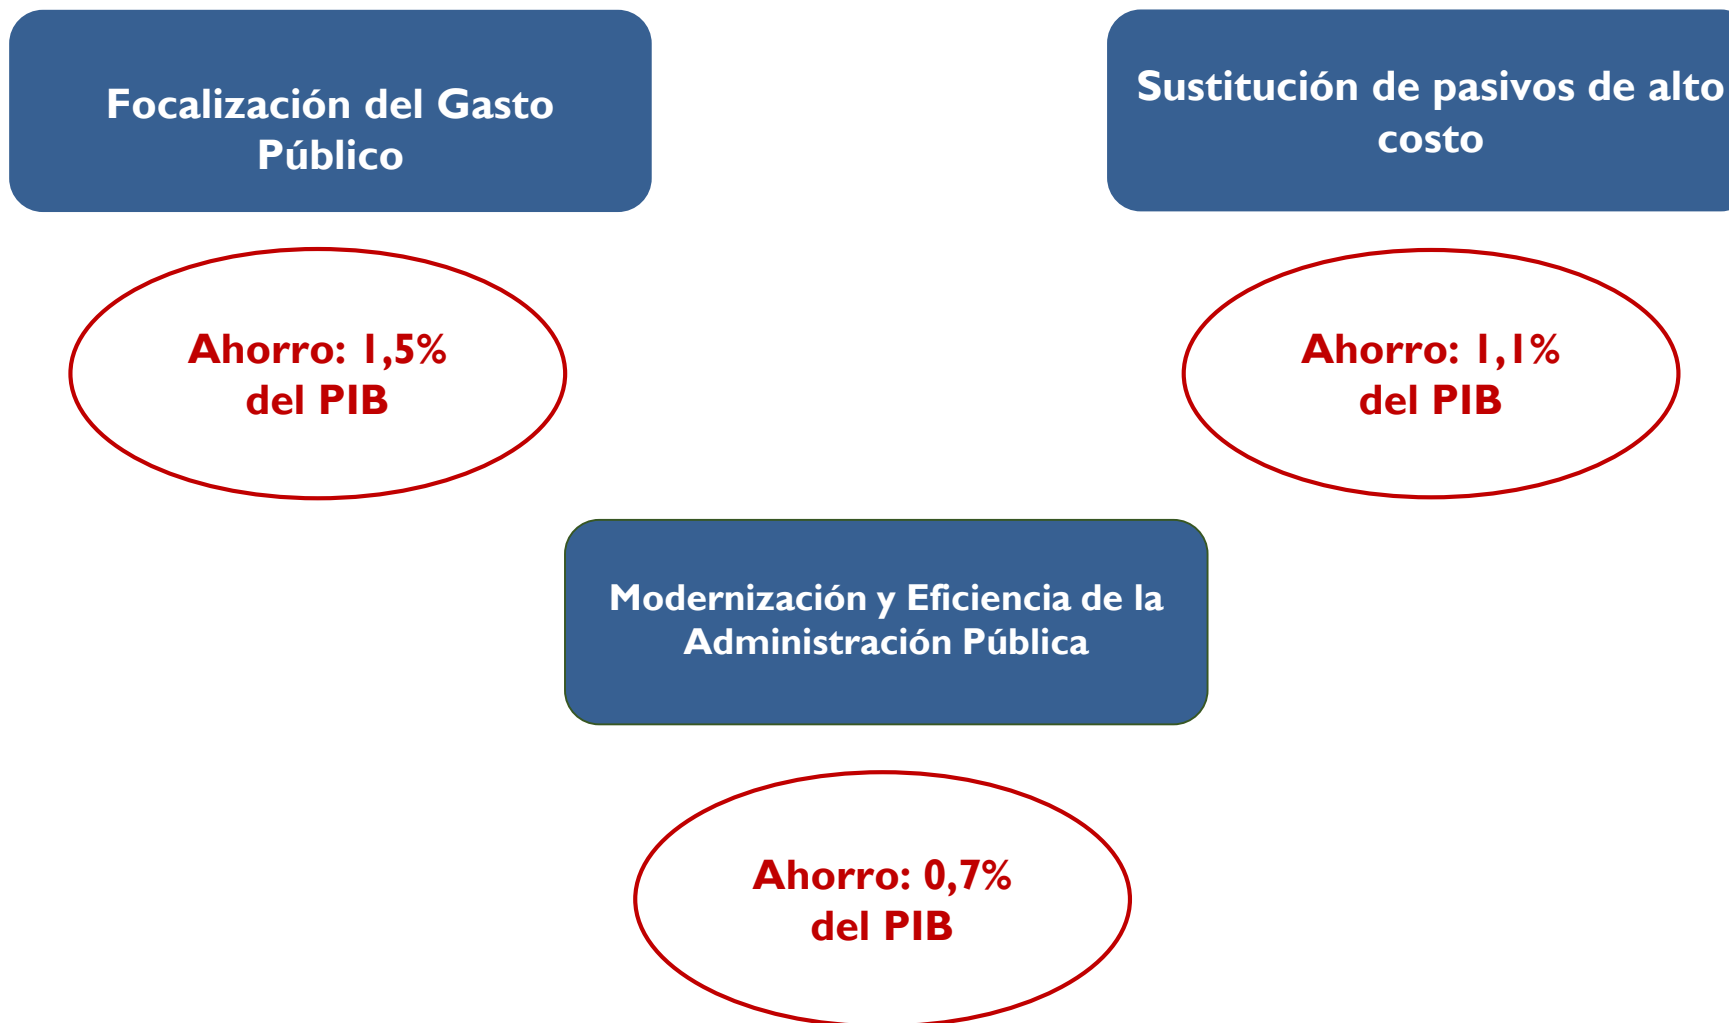 Focalización del Gasto
Público
Sustitución de pasivos de alto
costo
Ahorro: 1,5%
del PIB
Ahorro: 1,1%
del PIB
Modernización y Eficiencia de la
Administración Pública
Ahorro: 0,7%
del PIB